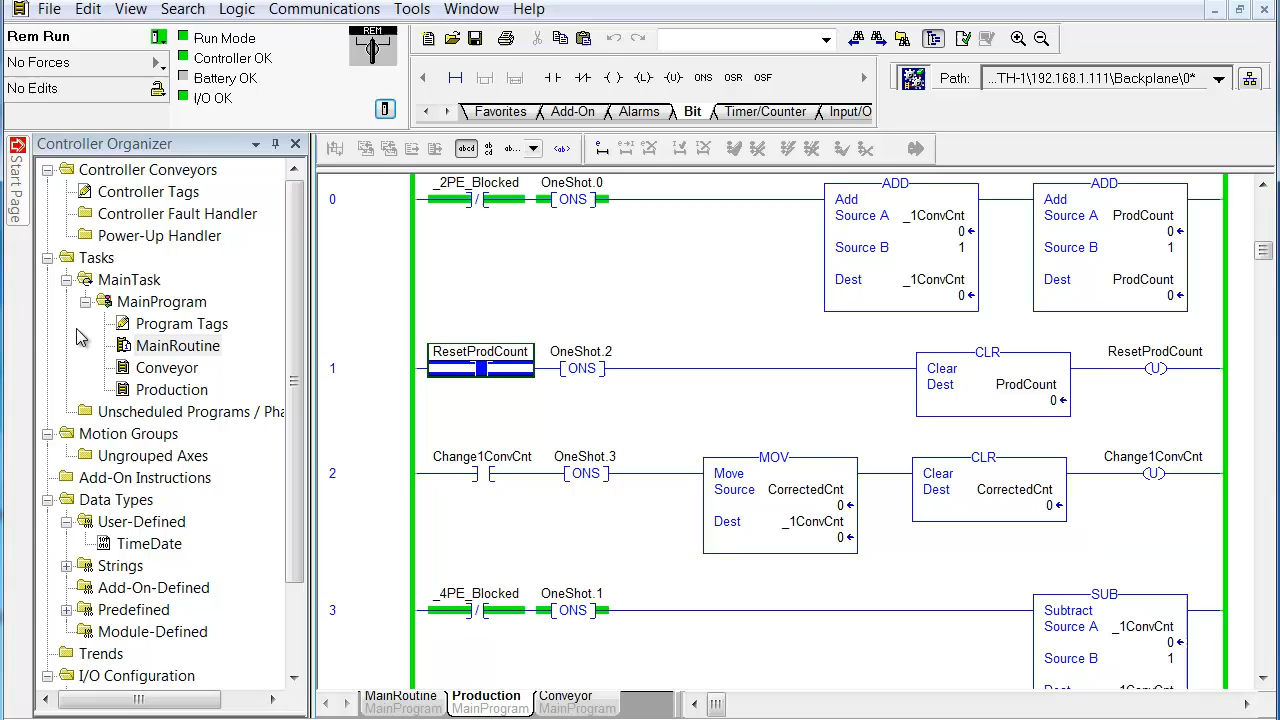 File Edit View Search Logic Communications Tools Window Help
Rem Run
No Forces
No Edits
Run Mode
Controller OK
Battery OK
I/O OK
REM
ONS OSR OSF
Favorites Add-On Alarms Bit Timer/Counter Input/O
Path: ...TH-1\192.168.1.111\Backplane\0*
Start Page
Controller Organizer
Controller Conveyors
Controller Tags
Controller Fault Handler
Power-Up Handler
Tasks
MainTask
MainProgram
Program Tags
MainRoutine
Conveyor
Production
Unscheduled Programs / Pha
Motion Groups
Ungrouped Axes
Add-On Instructions
Data Types
User-Defined
TimeDate
Strings
Add-On-Defined
Predefined
Module-Defined
Trends
I/O Configuration
0
_2PE_Blocked
OneShot.0
ONS
ADD
Add
Source A _1ConvCnt
0
Source B 1
Dest _1ConvCnt
0
ADD
Add
Source A ProdCount
0
Source B 1
Dest ProdCount
0
1
ResetProdCount
OneShot.2
ONS
CLR
Clear
Dest ProdCount
0
ResetProdCount
U
2
Change1ConvCnt
OneShot.3
ONS
MOV
Move
Source CorrectedCnt
0
Dest _1ConvCnt
0
CLR
Clear
Dest CorrectedCnt
0
Change1ConvCnt
U
3
_4PE_Blocked
OneShot.1
ONS
SUB
Subtract
Source A _1ConvCnt
0
Source B 1
MainRoutine
MainProgram
Production
MainProgram
Conveyor
MainProgram